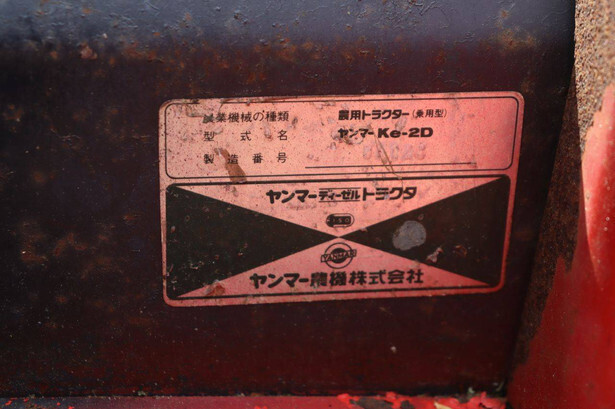 農業機械の種類 農用トラクター(乗用型)
型式名 ヤンマー Ke-2D
製造番号
ヤンマーディーゼルトラクタ
YANMAR
ヤンマー農機株式会社